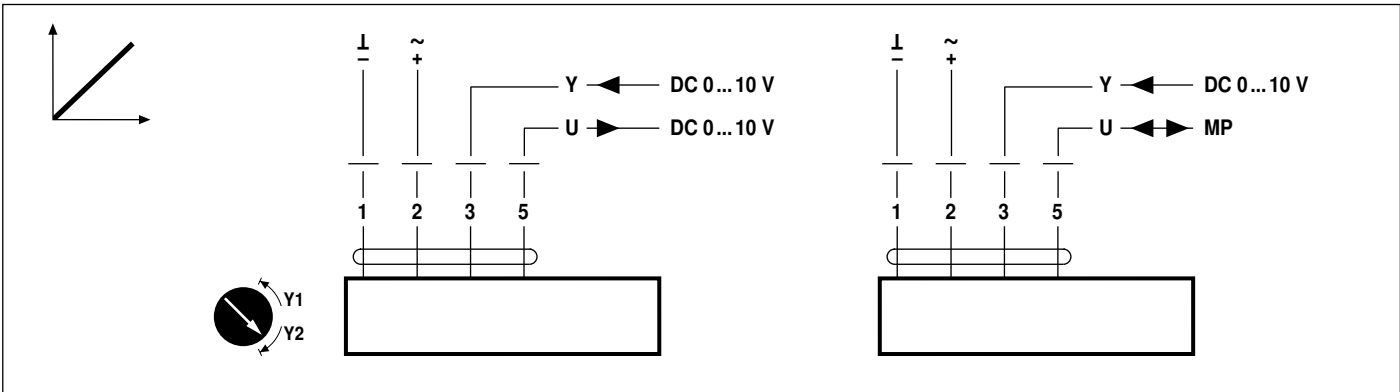 ⊥ ~
– +
Y DC 0...10 V
U DC 0...10 V
1 2 3 5
Y1
Y2
⊥ ~
– +
Y DC 0...10 V
U MP
1 2 3 5